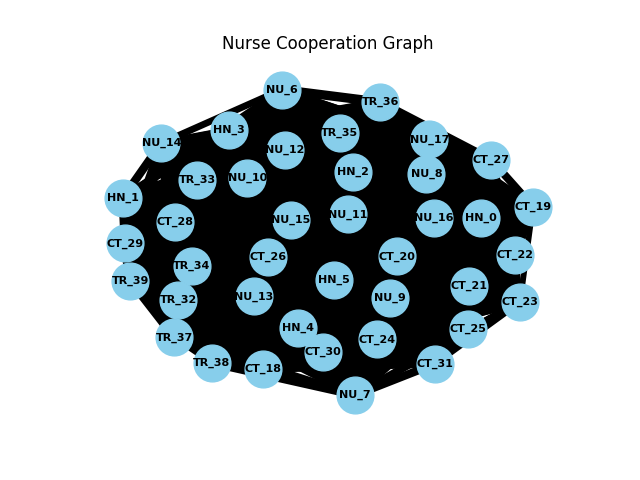 Nurse Cooperation Graph
NU_6
TR_36
HN_3
TR_35
NU_17
NU_14
NU_12
CT_27
HN_2
NU_8
TR_33
NU_10
HN_1
CT_19
NU_11
NU_15
NU_16
HN_0
CT_28
CT_29
CT_22
CT_26
CT_20
TR_34
TR_39
HN_5
CT_21
NU_13
NU_9
TR_32
CT_23
HN_4
CT_25
TR_37
CT_24
CT_30
TR_38
CT_31
CT_18
NU_7